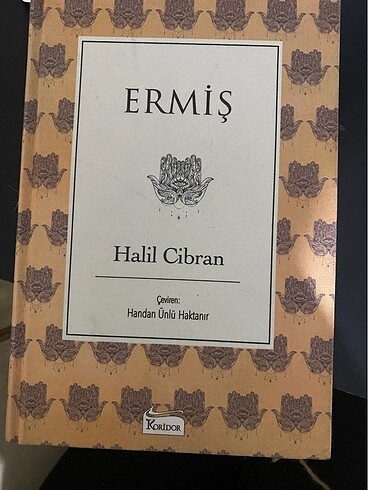 ERMİŞ
Halil Cibran
Çeviren:
Handan Ünlü Haktanır
KORİDOR